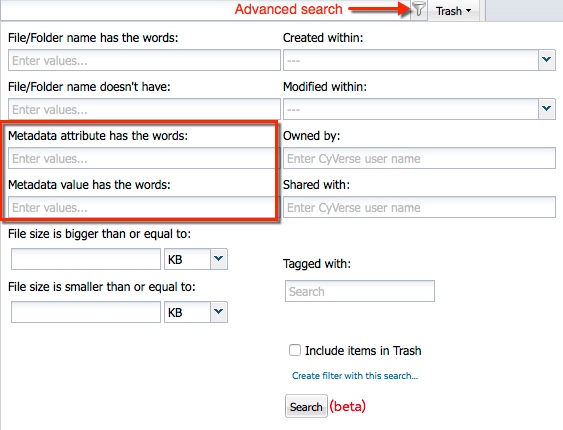 Advanced search
Trash
File/Folder name has the words:
Enter values...
Created within:
---
File/Folder name doesn't have:
Enter values...
Modified within:
---
Metadata attribute has the words:
Enter values...
Owned by:
Enter CyVerse user name
Metadata value has the words:
Enter values...
Shared with:
Enter CyVerse user name
File size is bigger than or equal to:
KB
Tagged with:
Search
File size is smaller than or equal to:
KB
Include items in Trash
Create filter with this search...
Search (beta)